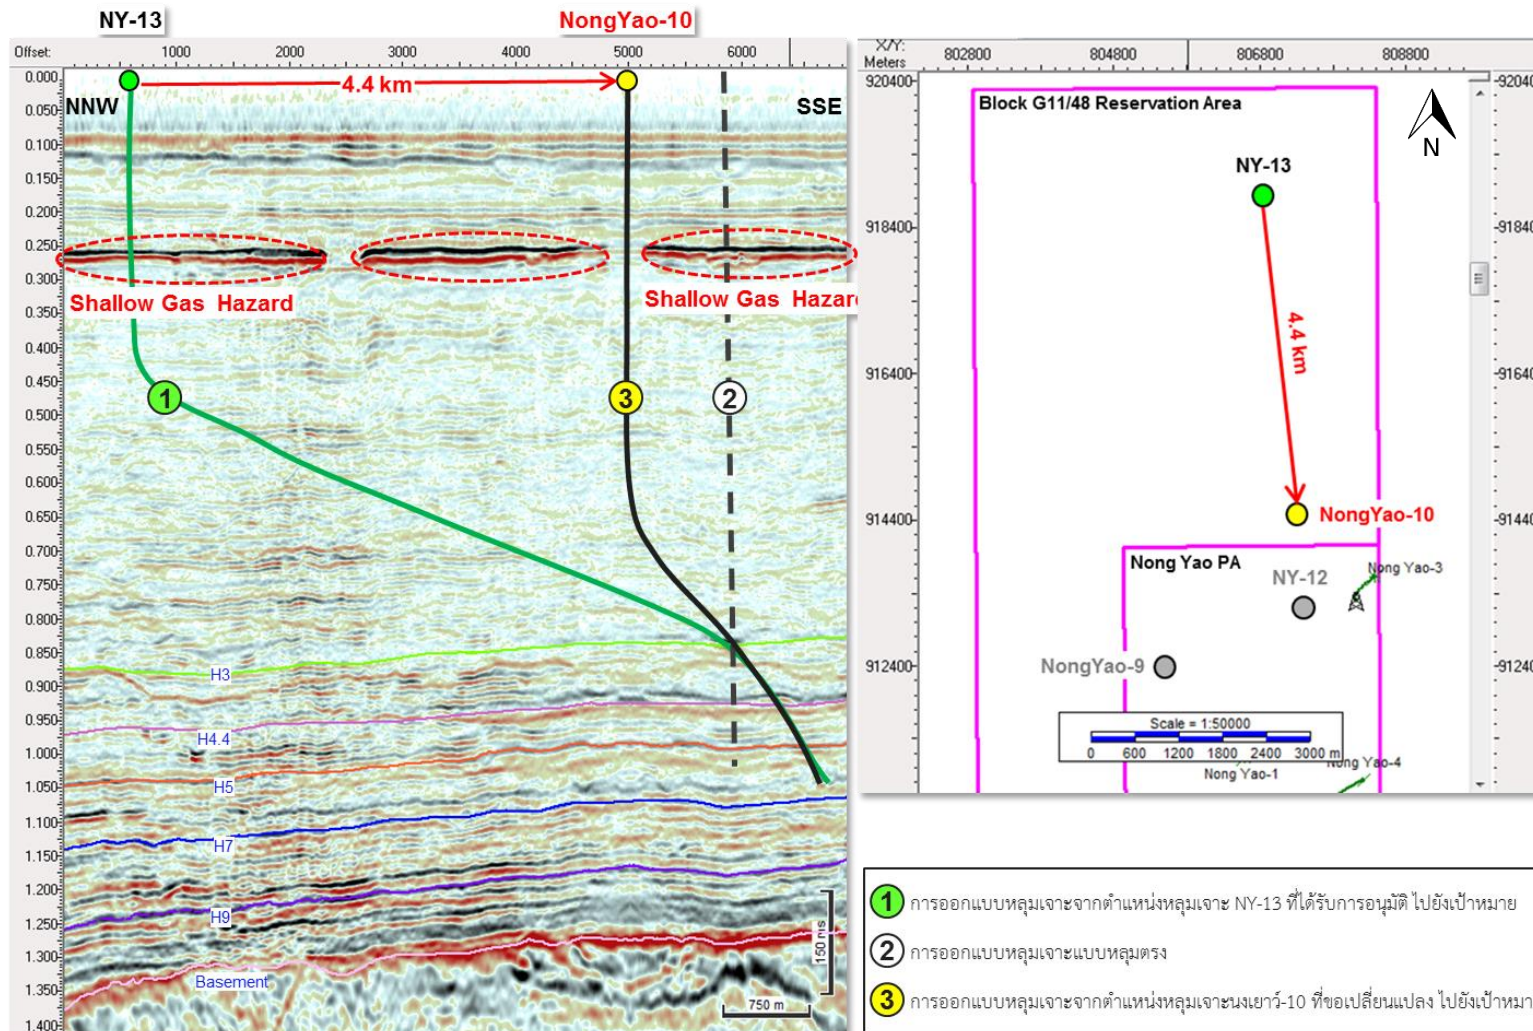 NY-13
NongYao-10
Offset:
1000
2000
3000
4000
5000
6000
0.000
0.050
0.100
0.150
0.200
0.250
0.300
0.350
0.400
0.450
0.500
0.550
0.600
0.650
0.700
0.750
0.800
0.850
0.900
0.950
1.000
1.050
1.100
1.150
1.200
1.250
1.300
1.350
1.400
NNW
4.4 km
SSE
Shallow Gas Hazard
Shallow Gas Hazar
1
3
2
H3
H4.4
H5
H7
H9
Basement
150 ms
750 m
X/Y:
Meters
802800
804800
806800
808800
920400
918400
916400
914400
912400
Block G11/48 Reservation Area
N
NY-13
4.4 km
NongYao-10
Nong Yao PA
NY-12
Nong Yao-3
NongYao-9
Scale = 1:50000
0 600 1200 1800 2400 3000 m
Nong Yao-1
Nong Yao-4
1 การออกแบบหลุมเจาะจากตำแหน่งหลุมเจาะ NY-13 ที่ได้รับการอนุมัติ ไปยังเป้าหมาย
2 การออกแบบหลุมเจาะแบบหลุมตรง
3 การออกแบบหลุมเจาะจากตำแหน่งหลุมเจาะนงเยาว์-10 ที่ขอเปลี่ยนแปลง ไปยังเป้าหมา